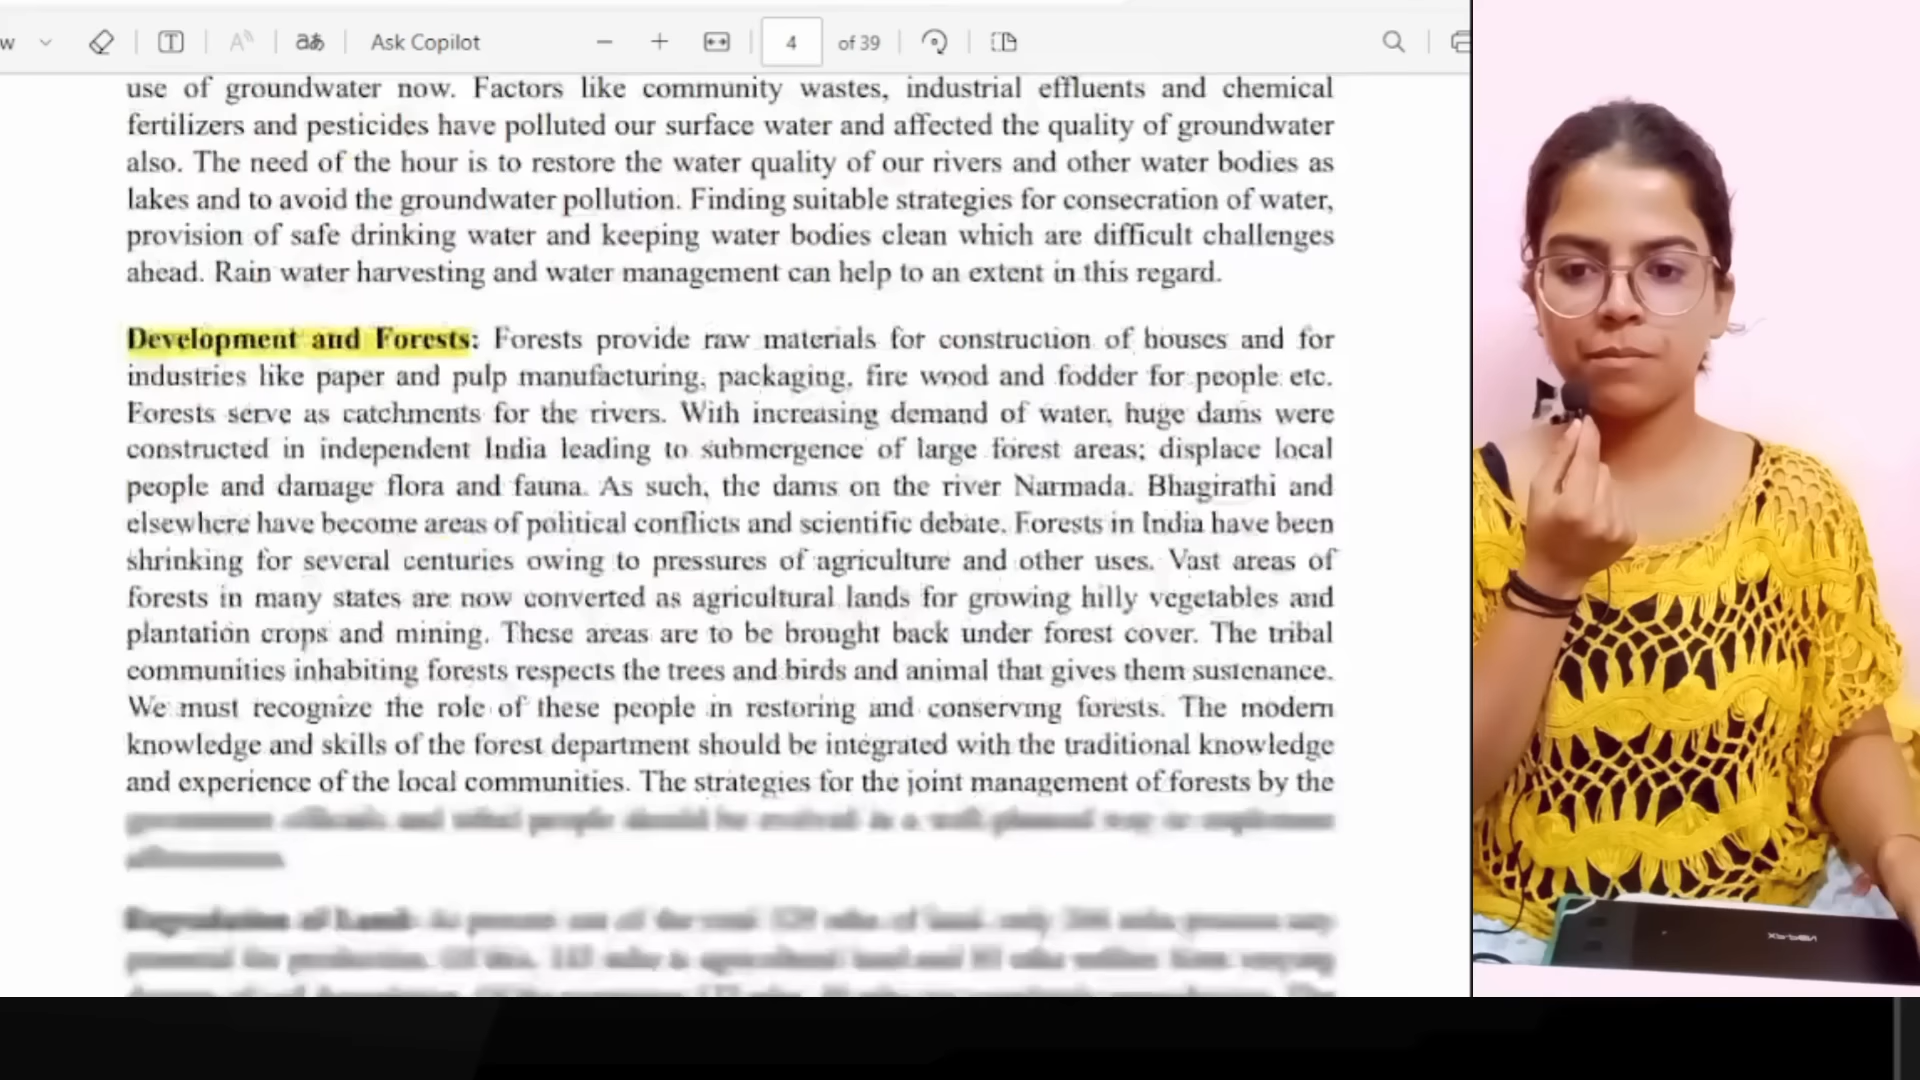 w
Ask Copilot
4
of 39
use of groundwater now. Factors like community wastes, industrial effluents and chemical
fertilizers and pesticides have polluted our surface water and affected the quality of groundwater
also. The need of the hour is to restore the water quality of our rivers and other water bodies as
lakes and to avoid the groundwater pollution. Finding suitable strategies for consecration of water,
provision of safe drinking water and keeping water bodies clean which are difficult challenges
ahead. Rain water harvesting and water management can help to an extent in this regard.
Development and Forests: Forests provide raw materials for construction of houses and for
industries like paper and pulp manufacturing, packaging, fire wood and fodder for people etc.
Forests serve as catchments for the rivers. With increasing demand of water, huge dams were
constructed in independent India leading to submergence of large forest areas; displace local
people and damage flora and fauna. As such, the dams on the river Narmada. Bhagirathi and
elsewhere have become areas of political conflicts and scientific debate. Forests in India have been
shrinking for several centuries owing to pressures of agriculture and other uses. Vast areas of
forests in many states are now converted as agricultural lands for growing hilly vegetables and
plantation crops and mining. These areas are to be brought back under forest cover. The tribal
communities inhabiting forests respects the trees and birds and animal that gives them sustenance.
We must recognize the role of these people in restoring and conserving forests. The modern
knowledge and skills of the forest department should be integrated with the traditional knowledge
and experience of the local communities. The strategies for the joint management of forests by the